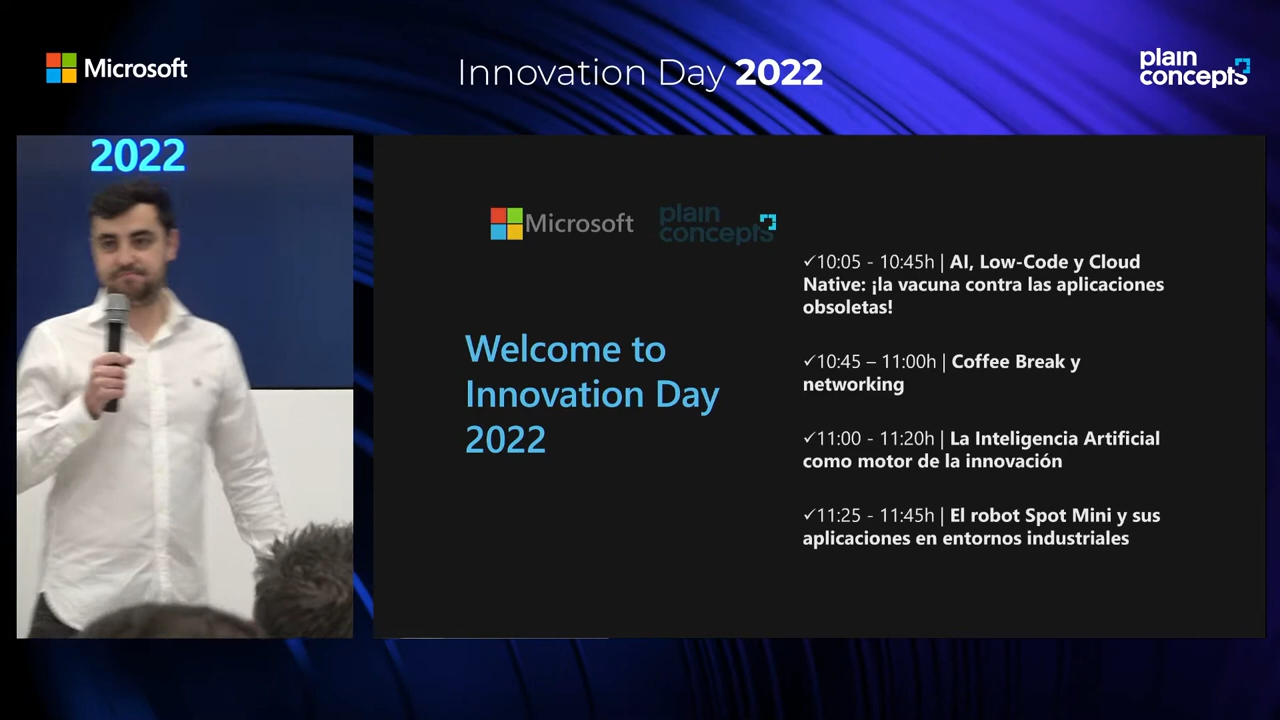 Microsoft
Innovation Day 2022
plain
concepts
2022
Microsoft
plain
concepts
Welcome to
Innovation Day
2022
✓10:05 - 10:45h | AI, Low-Code y Cloud
Native: ¡la vacuna contra las aplicaciones
obsoletas!
✓10:45 – 11:00h | Coffee Break y
networking
✓11:00 - 11:20h | La Inteligencia Artificial
como motor de la innovación
✓11:25 - 11:45h | El robot Spot Mini y sus
aplicaciones en entornos industriales